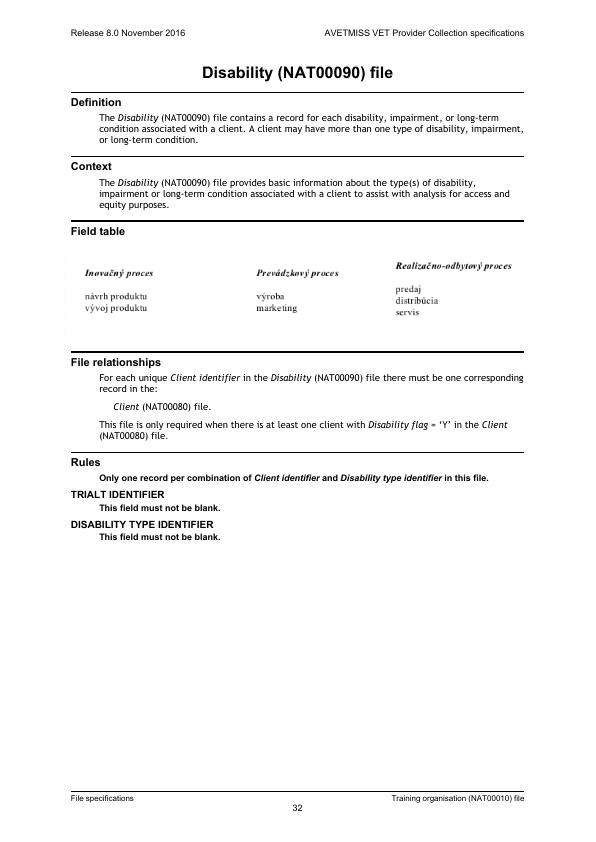 Release 8.0 November 2016 AVETMISS VET Provider Collection specifications
Disability (NAT00090) file
Definition
The Disability (NAT00090) file contains a record for each disability, impairment, or long-term
condition associated with a client. A client may have more than one type of disability, impairment,
or long-term condition.
Context
The Disability (NAT00090) file provides basic information about the type(s) of disability,
impairment or long-term condition associated with a client to assist with analysis for access and
equity purposes.
Field table
Inovačný proces Prevádzkový proces Realizačno-odbytový proces
návrh produktu výroba predaj
vývoj produktu marketing distribúcia
servis
File relationships
For each unique Client identifier in the Disability (NAT00090) file there must be one corresponding
record in the:
Client (NAT00080) file.
This file is only required when there is at least one client with Disability flag = ‘Y’ in the Client
(NAT00080) file.
Rules
Only one record per combination of Client identifier and Disability type identifier in this file.
TRIALT IDENTIFIER
This field must not be blank.
DISABILITY TYPE IDENTIFIER
This field must not be blank.
File specifications Training organisation (NAT00010) file
32